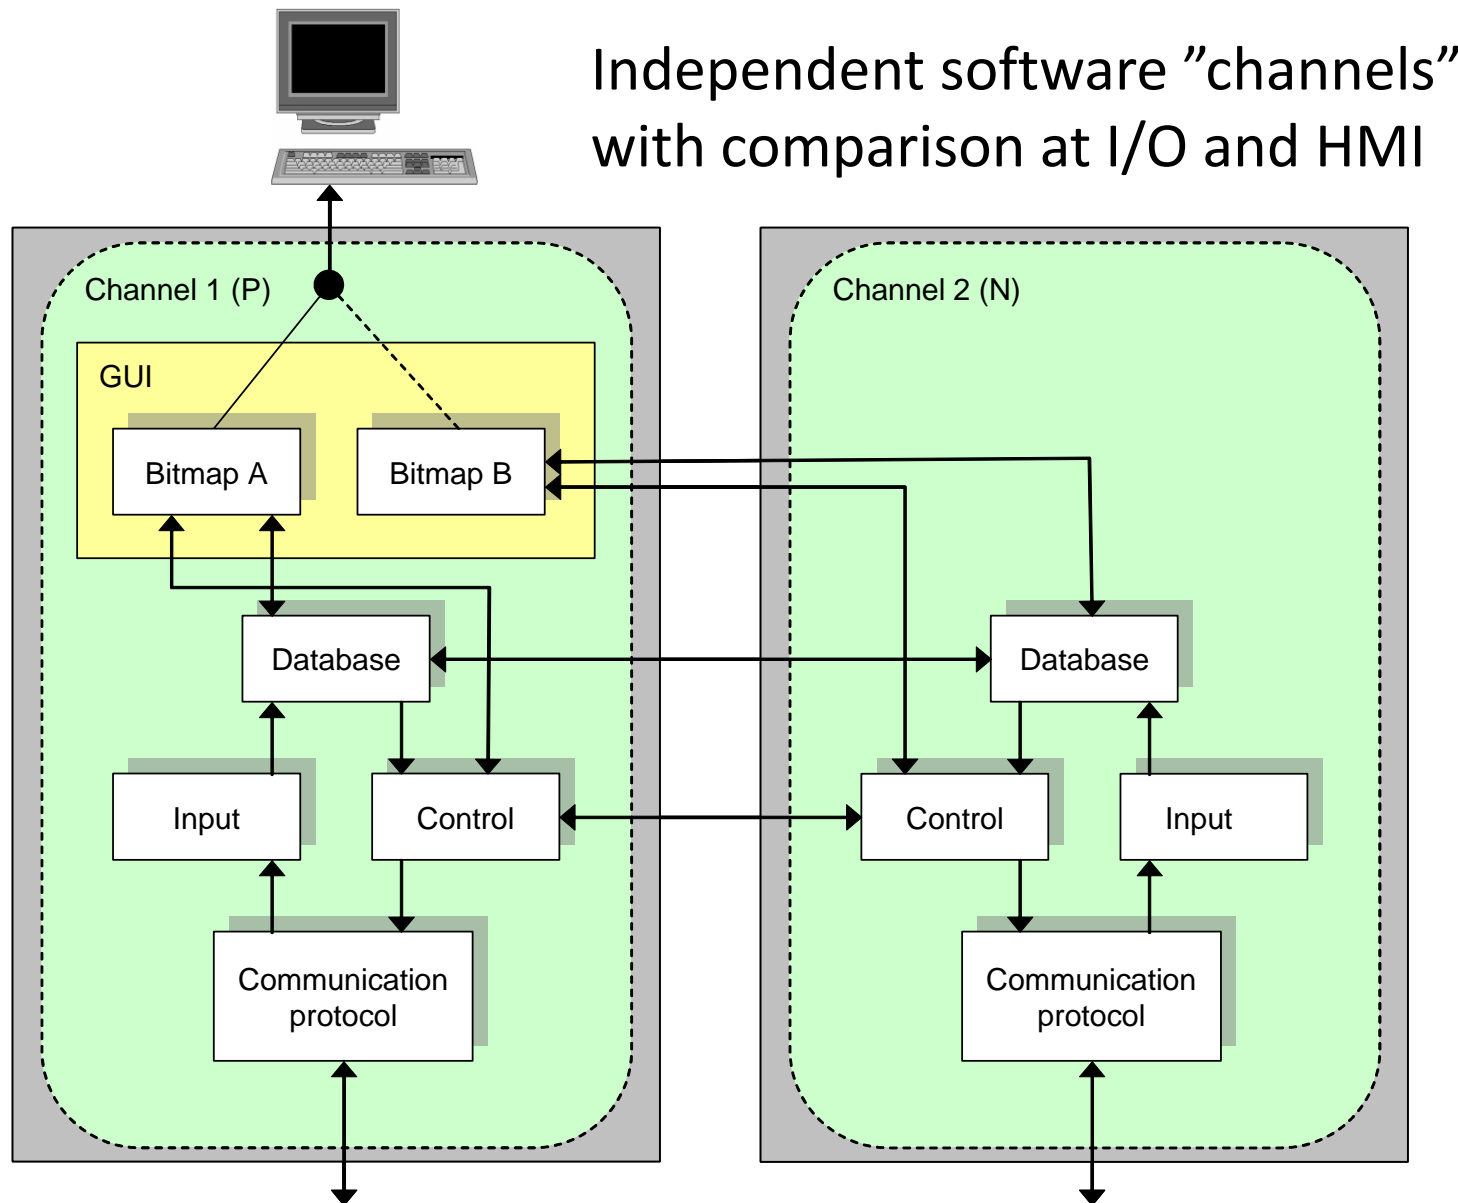 Independent software ”channels”
with comparison at I/O and HMI
Channel 1 (P)
GUI
Bitmap A
Bitmap B
Database
Input
Control
Communication
protocol
Channel 2 (N)
Database
Control
Input
Communication
protocol